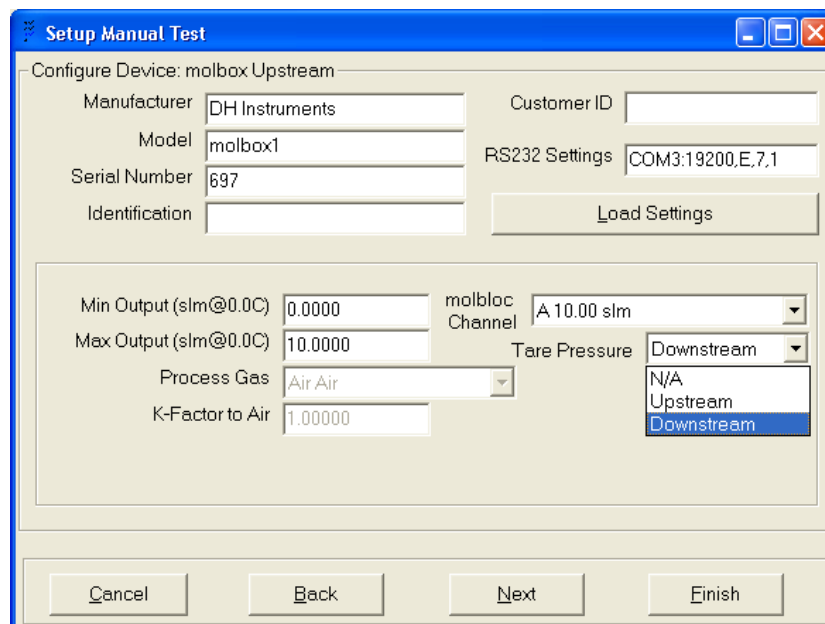 Setup Manual Test
Configure Device: molbox Upstream
Manufacturer DH Instruments
Model molbox1
Serial Number 697
Identification
Customer ID
RS232 Settings COM3:19200,E,7,1
Load Settings
Min Output (slm@0.0C) 0.0000
Max Output (slm@0.0C) 10.0000
Process Gas Air Air
K-Factor to Air 1.00000
molbloc
Channel A 10.00 slm
Tare Pressure Downstream
N/A
Upstream
Downstream
Cancel Back Next Finish